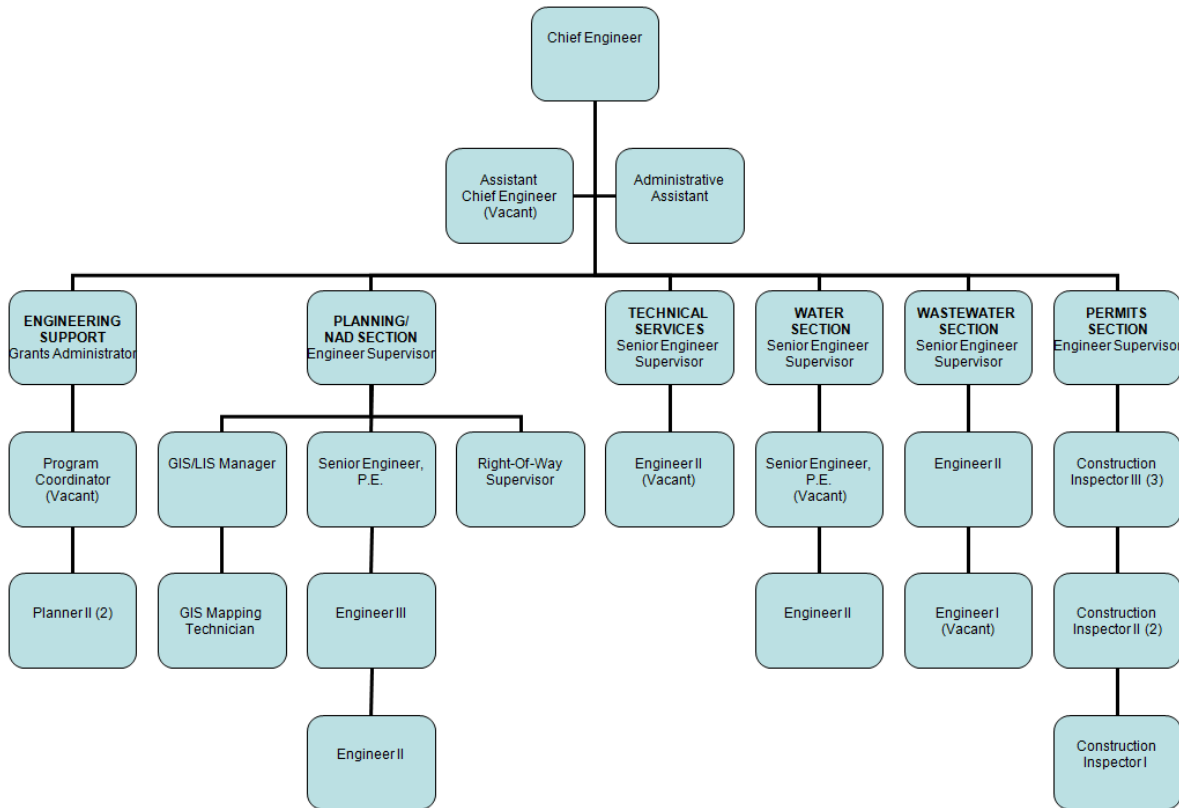 Chief Engineer
Assistant
Chief Engineer
(Vacant)
Administrative
Assistant
ENGINEERING
SUPPORT
Grants Administrator
PLANNING/
NAD SECTION
Engineer Supervisor
TECHNICAL
SERVICES
Senior Engineer
Supervisor
WATER
SECTION
Senior Engineer
Supervisor
WASTEWATER
SECTION
Senior Engineer
Supervisor
PERMITS
SECTION
Engineer Supervisor
Program
Coordinator
(Vacant)
GIS/LIS Manager
Senior Engineer,
P.E.
Right-Of-Way
Supervisor
Engineer II
(Vacant)
Senior Engineer,
P.E.
(Vacant)
Engineer II
Construction
Inspector III (3)
Planner II (2)
GIS Mapping
Technician
Engineer III
Engineer II
Engineer I
(Vacant)
Construction
Inspector II (2)
Engineer II
Construction
Inspector I